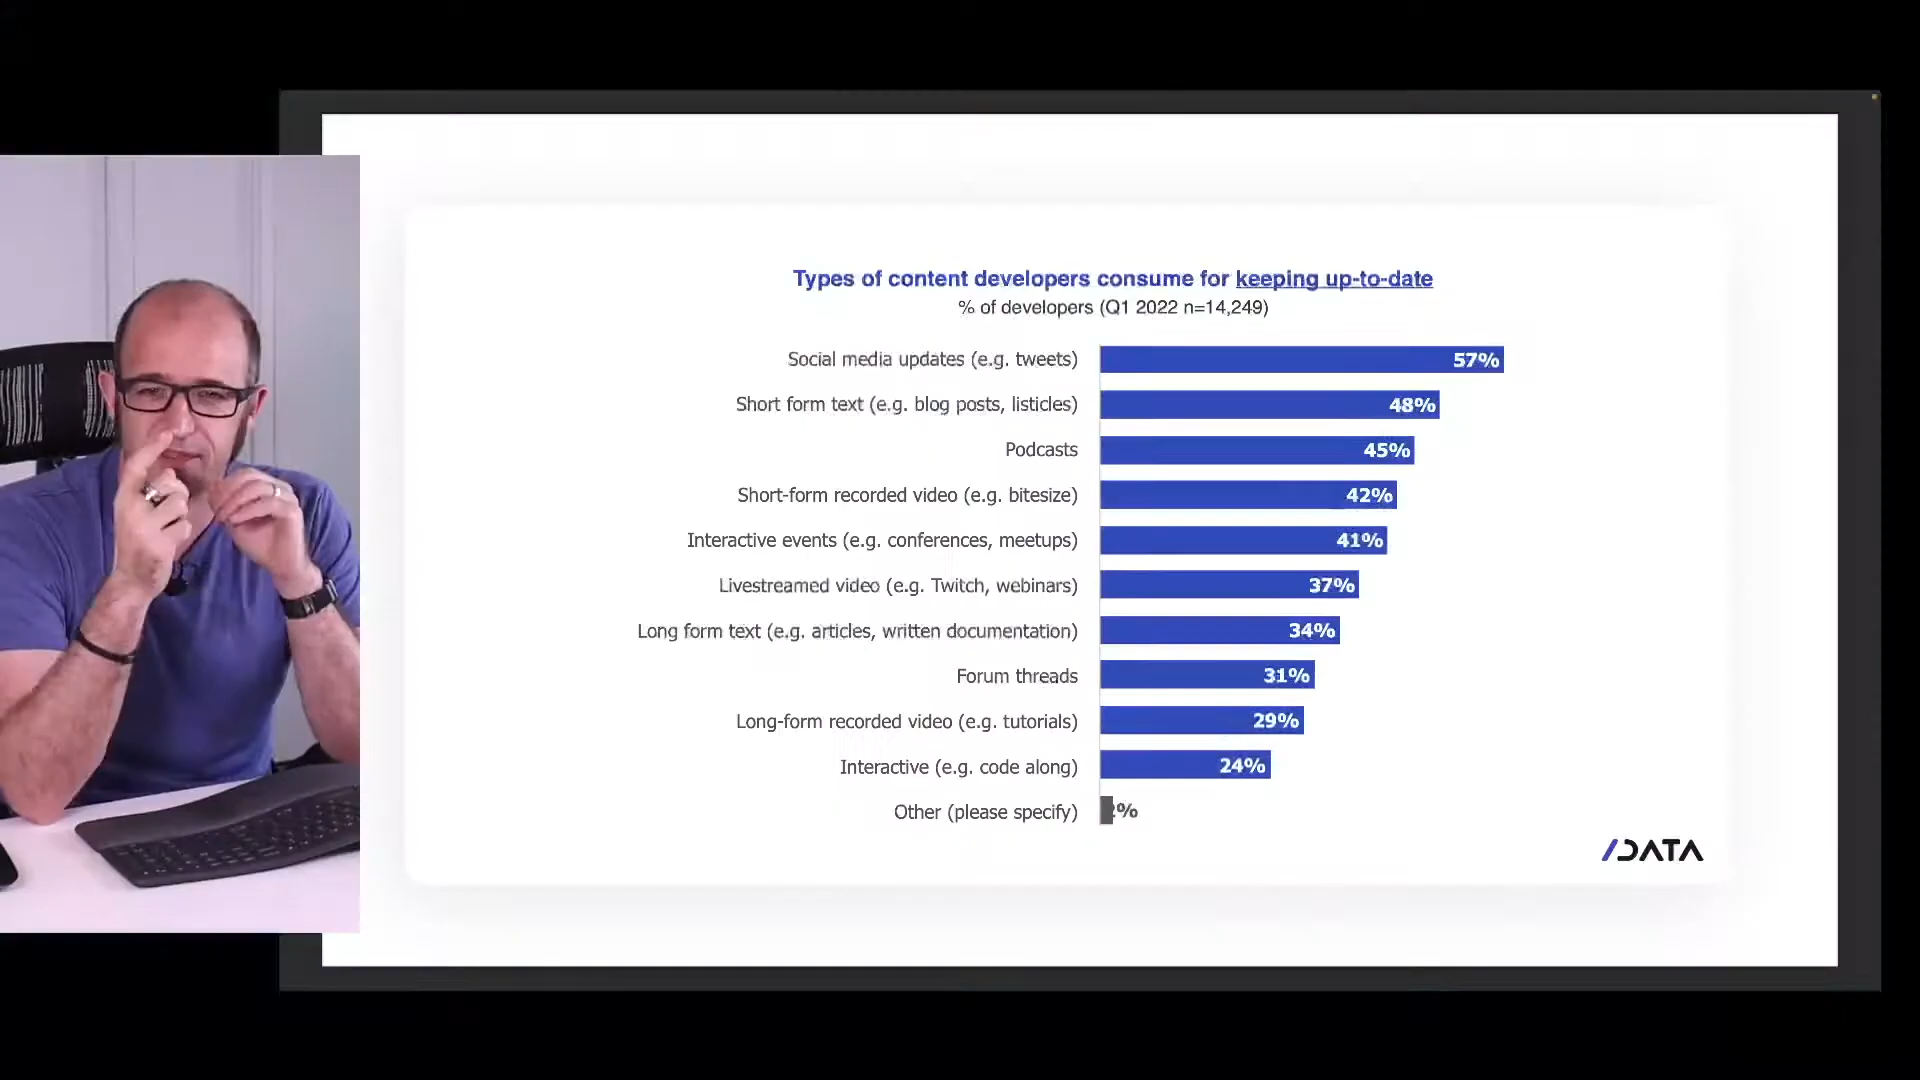 Types of content developers consume for keeping up-to-date
% of developers (Q1 2022 n=14,249)
Social media updates (e.g. tweets) 57%
Short form text (e.g. blog posts, listicles) 48%
Podcasts 45%
Short-form recorded video (e.g. bitesize) 42%
Interactive events (e.g. conferences, meetups) 41%
Livestreamed video (e.g. Twitch, webinars) 37%
Long form text (e.g. articles, written documentation) 34%
Forum threads 31%
Long-form recorded video (e.g. tutorials) 29%
Interactive (e.g. code along) 24%
Other (please specify) %
/DATA